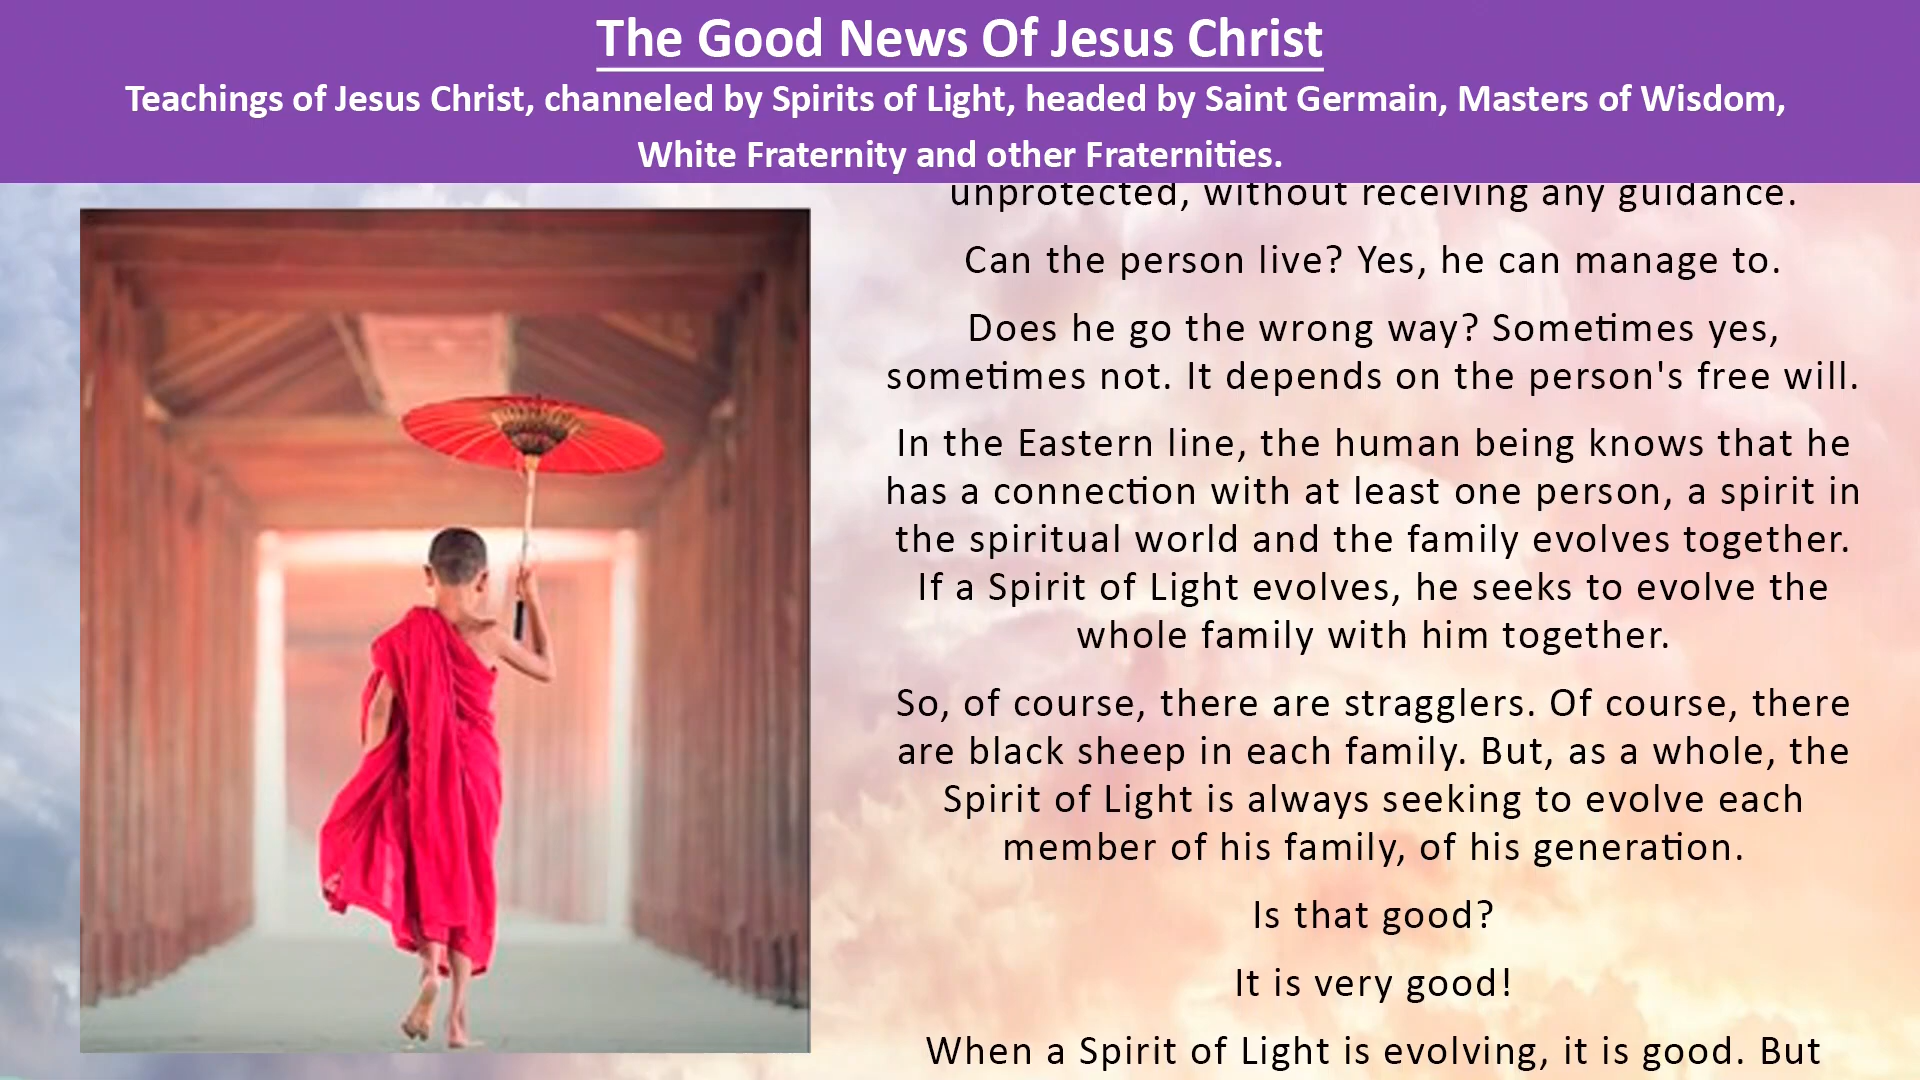 The Good News Of Jesus Christ
Teachings of Jesus Christ, channeled by Spirits of Light, headed by Saint Germain, Masters of Wisdom,
White Fraternity and other Fraternities.
unprotected, without receiving any guidance.
Can the person live? Yes, he can manage to.
Does he go the wrong way? Sometimes yes,
sometimes not. It depends on the person's free will.
In the Eastern line, the human being knows that he
has a connection with at least one person, a spirit in
the spiritual world and the family evolves together.
If a Spirit of Light evolves, he seeks to evolve the
whole family with him together.
So, of course, there are stragglers. Of course, there
are black sheep in each family. But, as a whole, the
Spirit of Light is always seeking to evolve each
member of his family, of his generation.
Is that good?
It is very good!
When a Spirit of Light is evolving, it is good. But